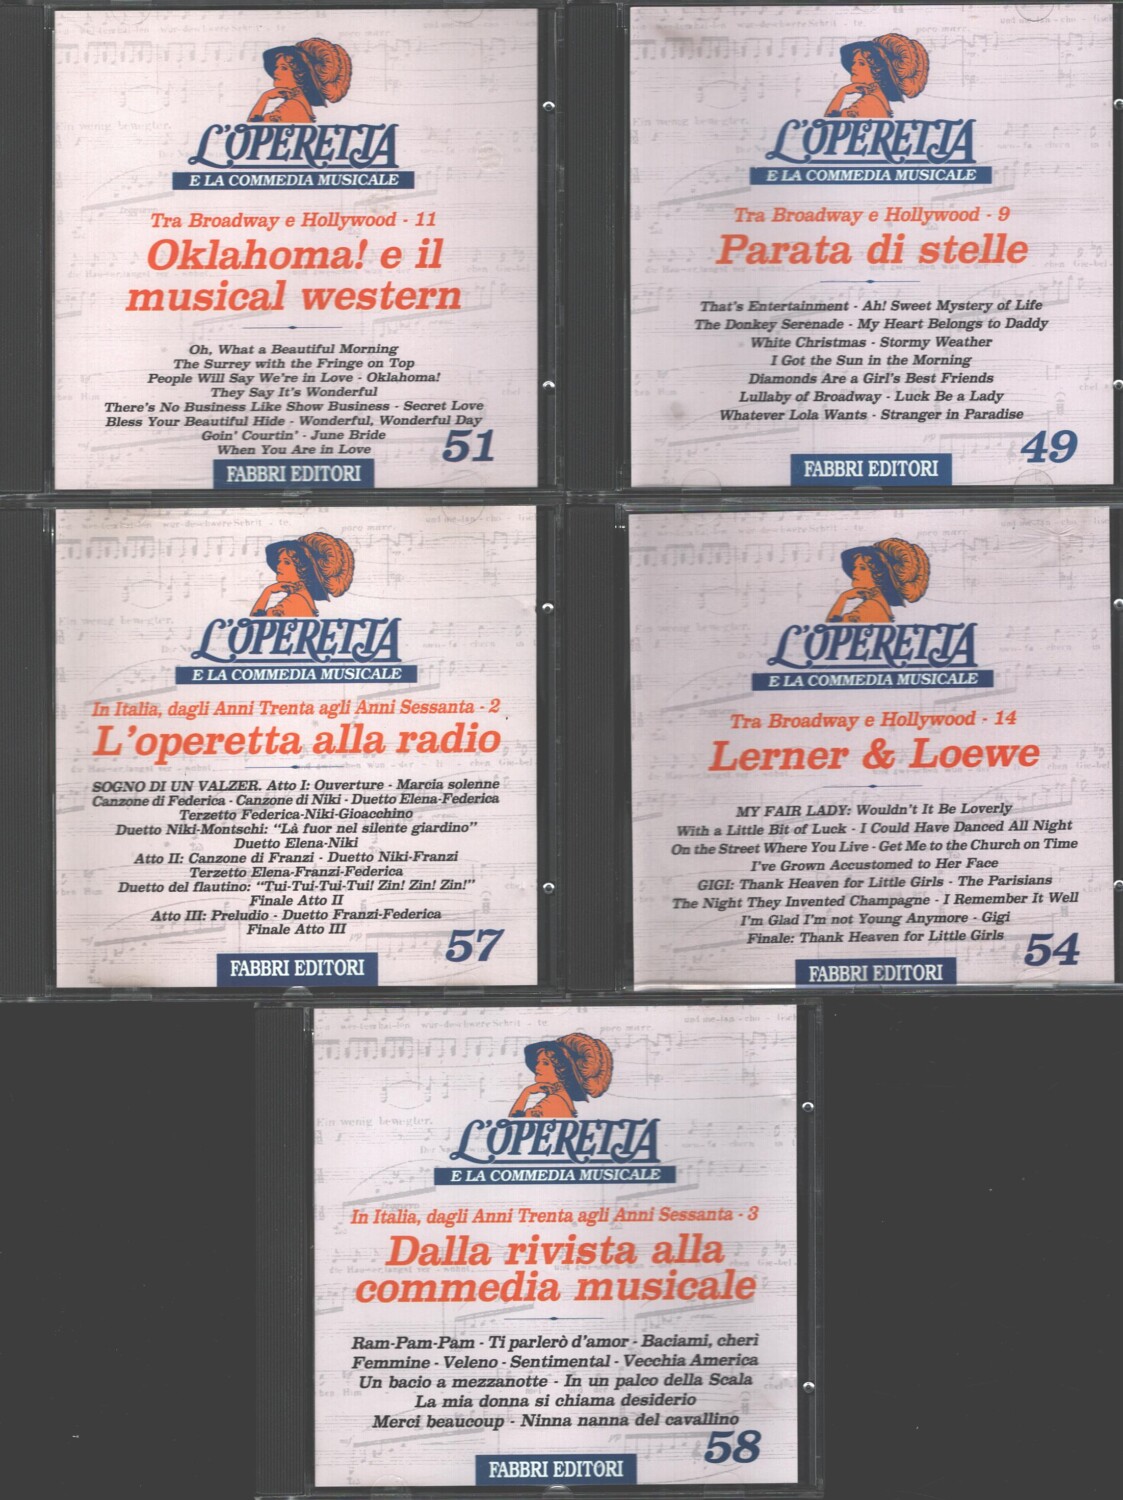 L'OPERETTA
E LA COMMEDIA MUSICALE
Tra Broadway e Hollywood - 11
Oklahoma! e il
musical western
Oh, What a Beautiful Morning
The Surrey with the Fringe on Top
People Will Say We're in Love - Oklahoma!
They Say It's Wonderful
There's No Business Like Show Business - Secret Love
Bless Your Beautiful Hide - Wonderful, Wonderful Day
Goin' Courtin' - June Bride
When You Are in Love
51
FABBRI EDITORI
L'OPERETTA
E LA COMMEDIA MUSICALE
Tra Broadway e Hollywood - 9
Parata di stelle
That's Entertainment - Ah! Sweet Mystery of Life
The Donkey Serenade - My Heart Belongs to Daddy
White Christmas - Stormy Weather
I Got the Sun in the Morning
Diamonds Are a Girl's Best Friends
Lullaby of Broadway - Luck Be a Lady
Whatever Lola Wants - Stranger in Paradise
49
FABBRI EDITORI
L'OPERETTA
E LA COMMEDIA MUSICALE
In Italia, dagli Anni Trenta agli Anni Sessanta - 2
L'operetta alla radio
SOGNO DI UN VALZER. Atto I: Ouverture - Marcia solenne
Canzone di Federica - Canzone di Niki - Duetto Elena-Federica
Terzetto Federica-Niki-Gioacchino
Duetto Niki-Montschi: "Là fuor nel silente giardino"
Duetto Elena-Niki
Atto II: Canzone di Franzi - Duetto Niki-Franzi
Terzetto Elena-Franzi-Federica
Duetto del flautino: "Tui-Tui-Tui-Tui! Zin! Zin! Zin!"
Finale Atto II
Atto III: Preludio - Duetto Franzi-Federica
Finale Atto III
57
FABBRI EDITORI
L'OPERETTA
E LA COMMEDIA MUSICALE
Tra Broadway e Hollywood - 14
Lerner & Loewe
MY FAIR LADY: Wouldn't It Be Loverly
With a Little Bit of Luck - I Could Have Danced All Night
On the Street Where You Live - Get Me to the Church on Time
I've Grown Accustomed to Her Face
GIGI: Thank Heaven for Little Girls - The Parisians
The Night They Invented Champagne - I Remember It Well
I'm Glad I'm not Young Anymore - Gigi
Finale: Thank Heaven for Little Girls
54
FABBRI EDITORI
L'OPERETTA
E LA COMMEDIA MUSICALE
In Italia, dagli Anni Trenta agli Anni Sessanta - 3
Dalla rivista alla
commedia musicale
Ram-Pam-Pam - Ti parlerò d'amor - Baciami, cherì
Femmine - Veleno - Sentimental - Vecchia America
Un bacio a mezzanotte - In un palco della Scala
La mia donna si chiama desiderio
Merci beaucoup - Ninna nanna del cavallino
58
FABBRI EDITORI